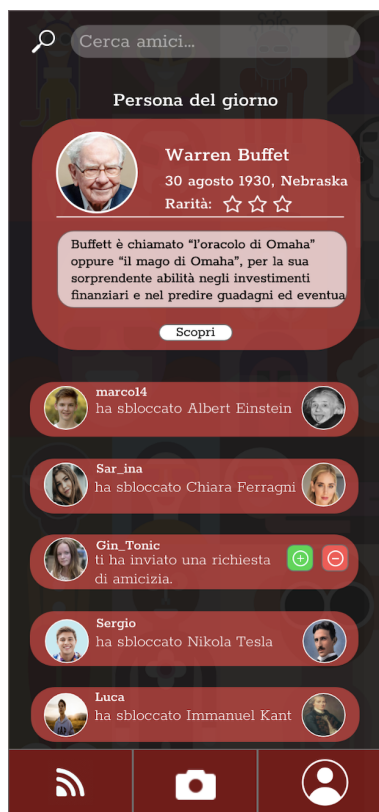 Cerca amici...
Persona del giorno
Warren Buffet
30 agosto 1930, Nebraska
Rarità:
Buffett è chiamato “l’oracolo di Omaha”
oppure “il mago di Omaha”, per la sua
sorprendente abilità negli investimenti
finanziari e nel predire guadagni ed eventua
Scopri
marco14
ha sbloccato Albert Einstein
Sar_ina
ha sbloccato Chiara Ferragni
Gin_Tonic
ti ha inviato una richiesta
di amicizia.
Sergio
ha sbloccato Nikola Tesla
Luca
ha sbloccato Immanuel Kant